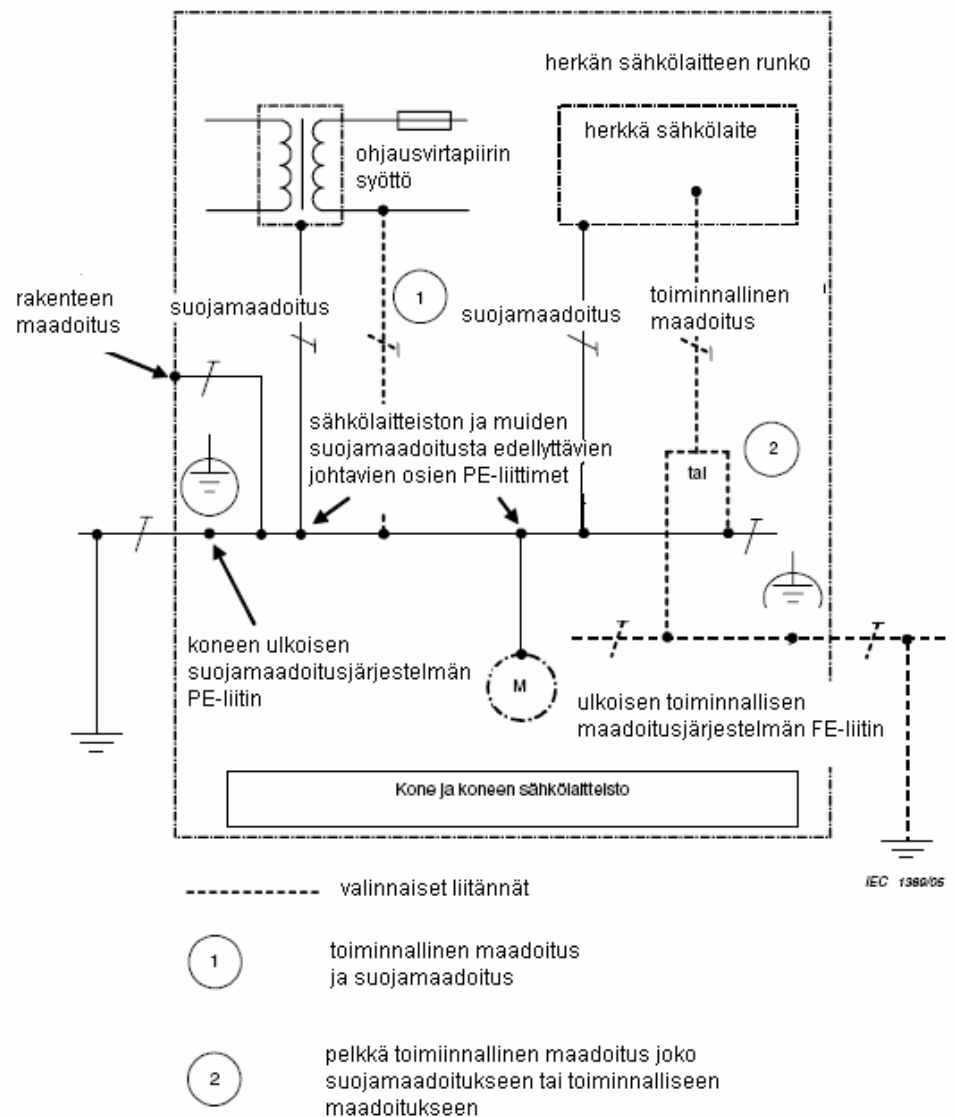 herkän sähkölaitteen runko
herkkä sähkölaite
ohjausvirtapiirin
syöttö
rakenteen
maadoitus
suojamaadoitus
1
suojamaadoitus
toiminnallinen
maadoitus
sähkölaitteiston ja muiden
suojamaadoitusta edellyttävien
johtavien osien PE-liittimet
2
tai
koneen ulkoisen
suojamaadoitusjärjestelmän
PE-liitin
M
ulkoisen toiminnallisen
maadoitusjärjestelmän FE-liitin
Kone ja koneen sähkölaitteisto
IEC 1389/05
valinnaiset liitännät
1
toiminnallinen maadoitus
ja suojamaadoitus
2
pelkkä toimiinnallinen maadoitus joko
suojamaadoitukseen tai toiminnalliseen
maadoitukseen